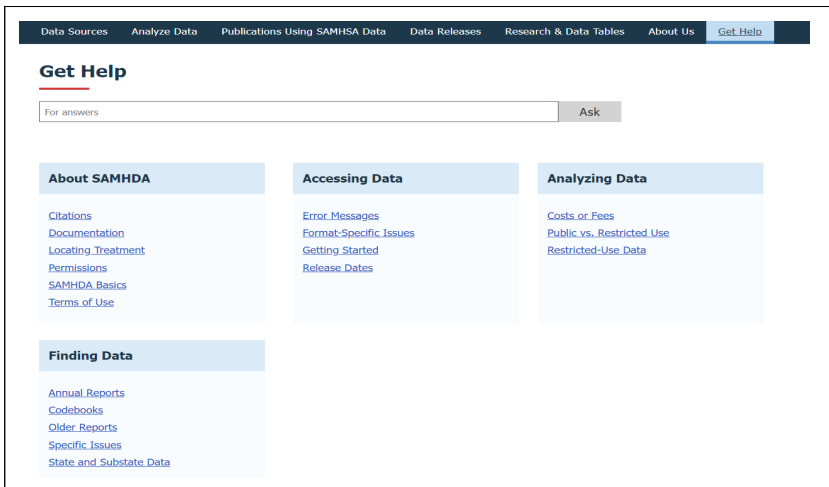 Data Sources Analyze Data Publications Using SAMHSA Data Data Releases Research & Data Tables About Us Get Help
Get Help
For answers Ask
About SAMHDA
Citations
Documentation
Locating Treatment
Permissions
SAMHDA Basics
Terms of Use
Accessing Data
Error Messages
Format-Specific Issues
Getting Started
Release Dates
Analyzing Data
Costs or Fees
Public vs. Restricted Use
Restricted-Use Data
Finding Data
Annual Reports
Codebooks
Older Reports
Specific Issues
State and Substate Data